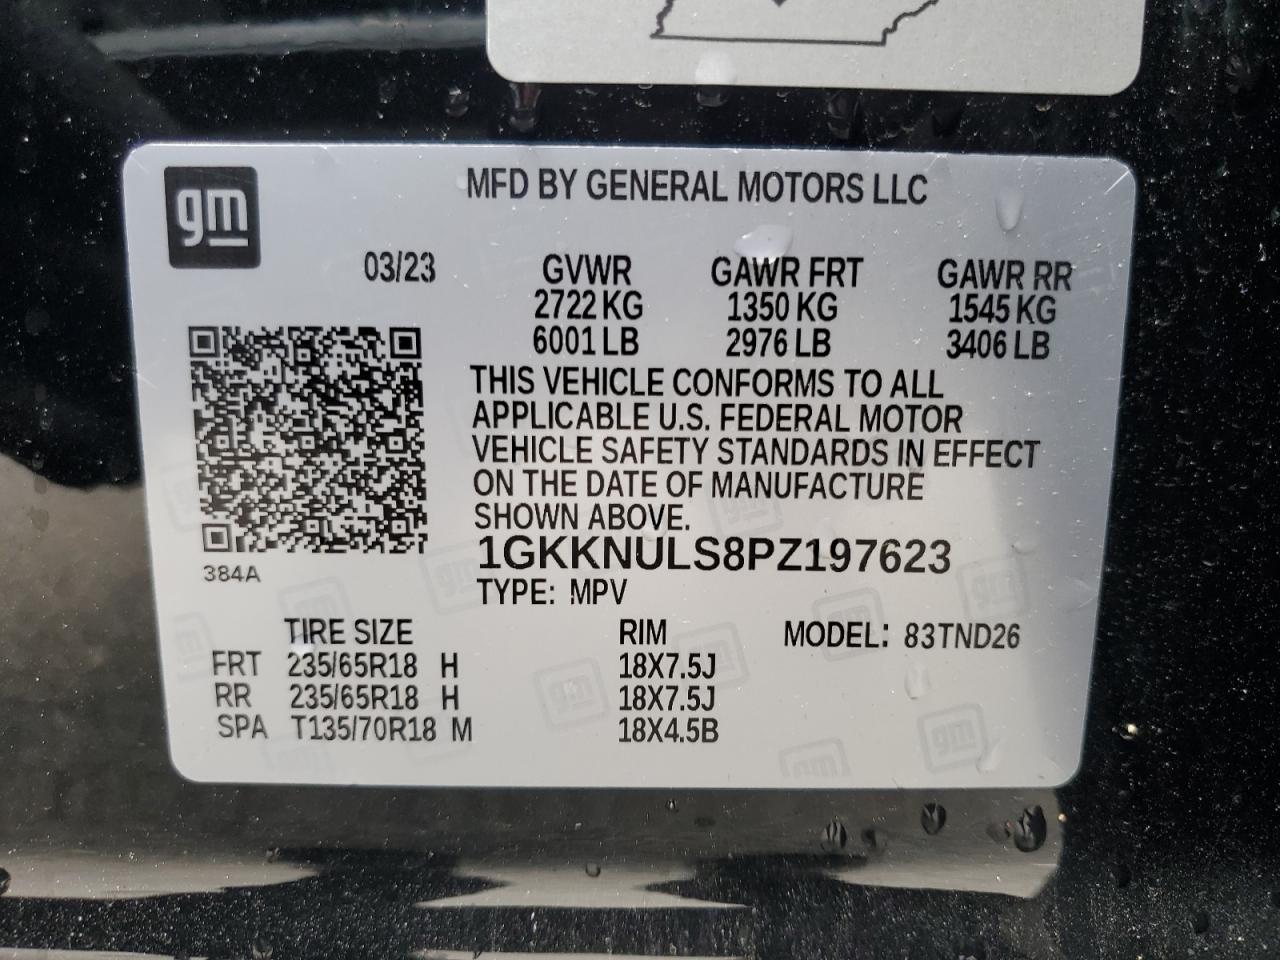 gm
MFD BY GENERAL MOTORS LLC
03/23
GVWR GAWR FRT GAWR RR
2722 KG 1350 KG 1545 KG
6001 LB 2976 LB 3406 LB
THIS VEHICLE CONFORMS TO ALL
APPLICABLE U.S. FEDERAL MOTOR
VEHICLE SAFETY STANDARDS IN EFFECT
ON THE DATE OF MANUFACTURE
SHOWN ABOVE.
384A
1GKKNULS8PZ197623
TYPE: MPV
TIRE SIZE RIM MODEL: 83TND26
FRT 235/65R18 H 18X7.5J
RR 235/65R18 H 18X7.5J
SPA T135/70R18 M 18X4.5B